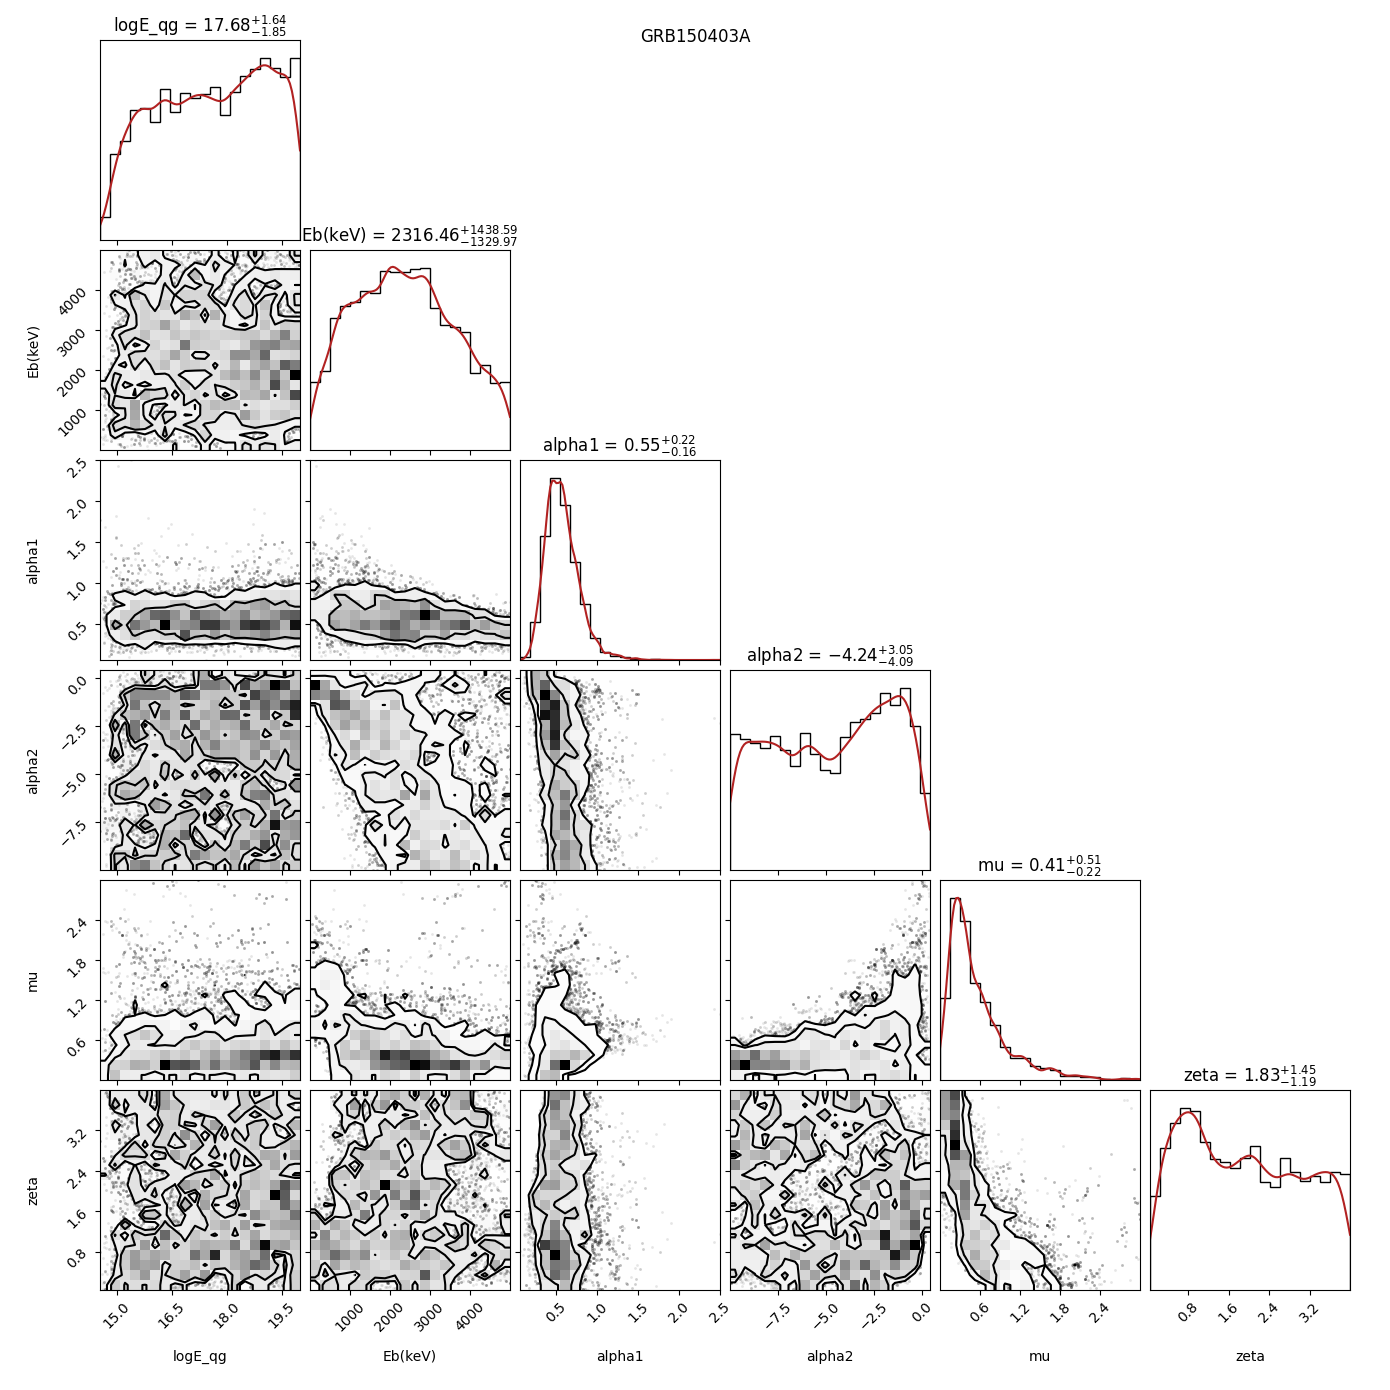 GRB150403A
logE_qg = 17.68+1.64 −1.85
Eb(keV) = 2316.46+1438.59 −1329.97
4000
3000
2000
1000
Eb(keV)
alpha1 = 0.55+0.22 −0.16
2.5
2.0
1.5
1.0
0.5
alpha1
alpha2 = −4.24+3.05 −4.09
0.0
−2.5
−5.0
−7.5
alpha2
mu = 0.41+0.51 −0.22
2.4
1.8
1.2
0.6
mu
zeta = 1.83+1.45 −1.19
3.2
2.4
1.6
0.8
zeta
15.0 16.5 18.0 19.5
1000 2000 3000 4000
0.5 1.0 1.5 2.0 2.5
−7.5 −5.0 −2.5 0.0
0.6 1.2 1.8 2.4
0.8 1.6 2.4 3.2
logE_qg Eb(keV) alpha1 alpha2 mu zeta